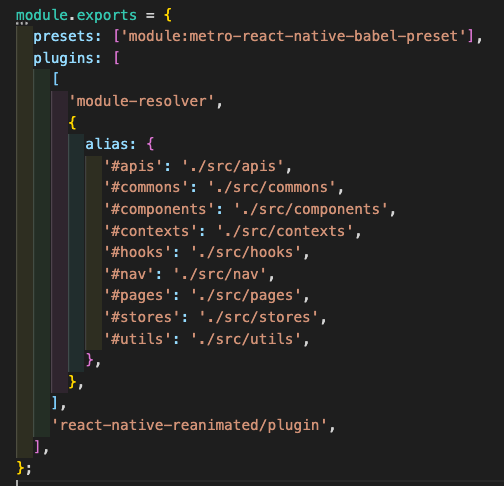 module.exports = {
  presets: ['module:metro-react-native-babel-preset'],
  plugins: [
    [
      'module-resolver',
      {
        alias: {
          '#apis': './src/apis',
          '#commons': './src/commons',
          '#components': './src/components',
          '#contexts': './src/contexts',
          '#hooks': './src/hooks',
          '#nav': './src/nav',
          '#pages': './src/pages',
          '#stores': './src/stores',
          '#utils': './src/utils',
        },
      },
    ],
    'react-native-reanimated/plugin',
  ],
};